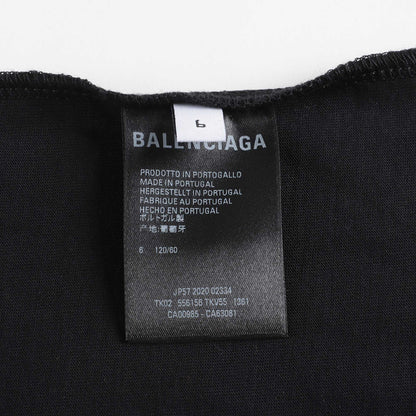 6
BALENCIAGA
PRODOTTO IN PORTOGALLO
MADE IN PORTUGAL
HERGESTELLT IN PORTUGAL
FABRIQUE AU PORTUGAL
HECHO EN PORTUGAL
ポルトガル製
产地:葡萄牙
6 120/60
JP57 2020 02334
TK02 556156 TKV55 1361
CA00985 - CA63081